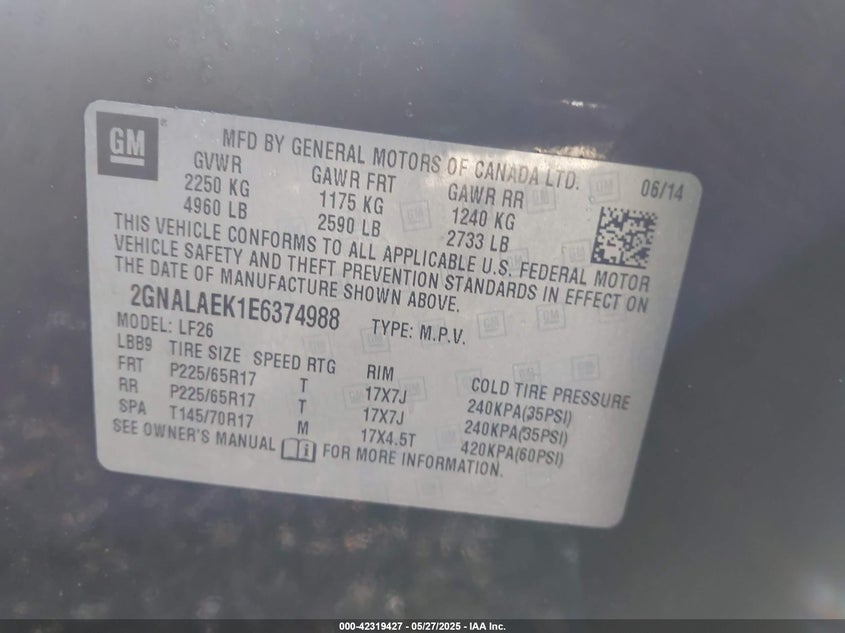 GM
MFD BY GENERAL MOTORS OF CANADA LTD. 06/14
GVWR GAWR FRT GAWR RR
2250 KG 1175 KG 1240 KG
4960 LB 2590 LB 2733 LB
THIS VEHICLE CONFORMS TO ALL APPLICABLE U.S. FEDERAL MOTOR
VEHICLE SAFETY AND THEFT PREVENTION STANDARDS IN EFFECT ON
THE DATE OF MANUFACTURE SHOWN ABOVE.
2GNALAEK1E6374988 TYPE: M.P.V.
MODEL: LF26
LBB9 TIRE SIZE SPEED RTG RIM COLD TIRE PRESSURE
FRT P225/65R17 T 17X7J 240KPA(35PSI)
RR P225/65R17 T 17X7J 240KPA(35PSI)
SPA T145/70R17 M 17X4.5T 420KPA(60PSI)
SEE OWNER'S MANUAL FOR MORE INFORMATION.
000-42319427 - 05/27/2025 - IAA Inc.